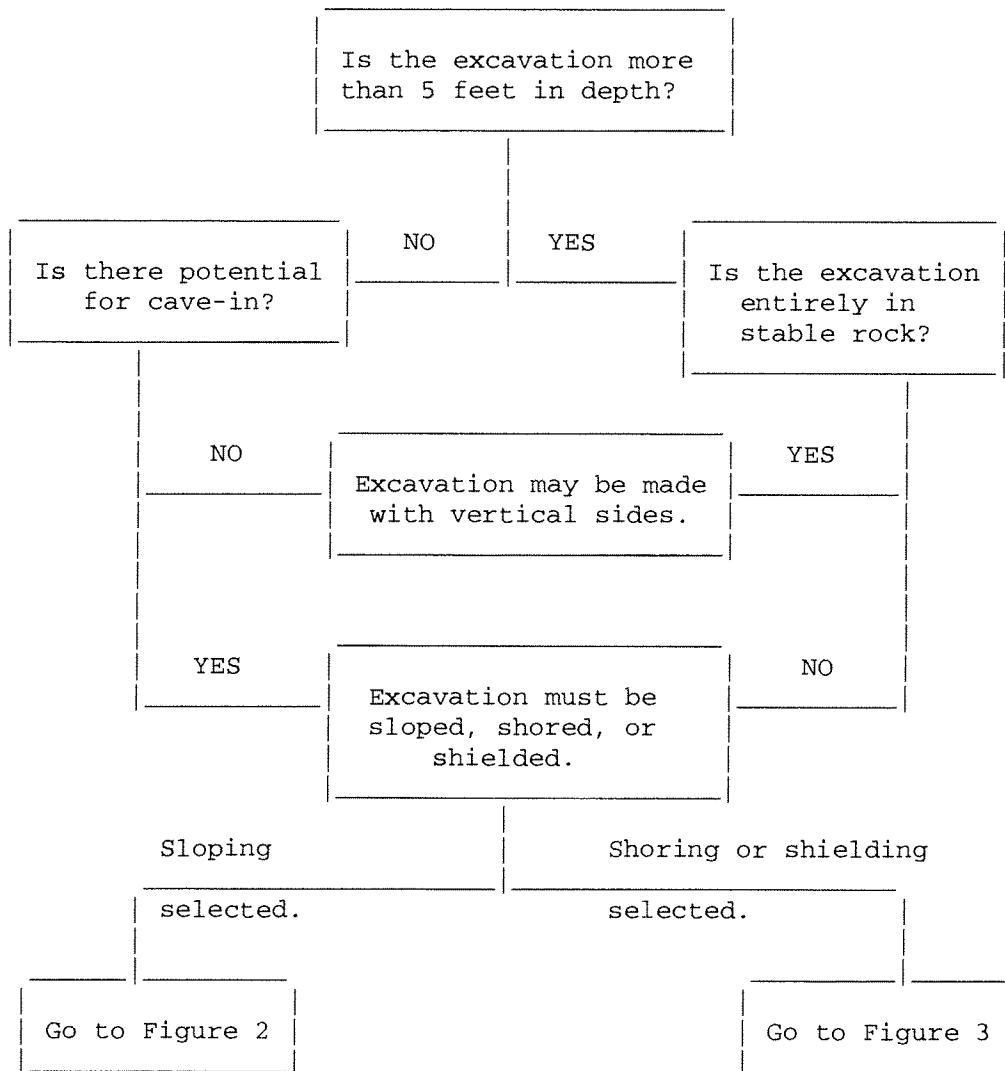 Is the excavation more
than 5 feet in depth?
NO
YES
Is there potential
for cave-in?
Is the excavation
entirely in
stable rock?
NO
Excavation may be made
with vertical sides.
YES
YES
Excavation must be
sloped, shored, or
shielded.
NO
Sloping
selected.
Shoring or shielding
selected.
Go to Figure 2
Go to Figure 3